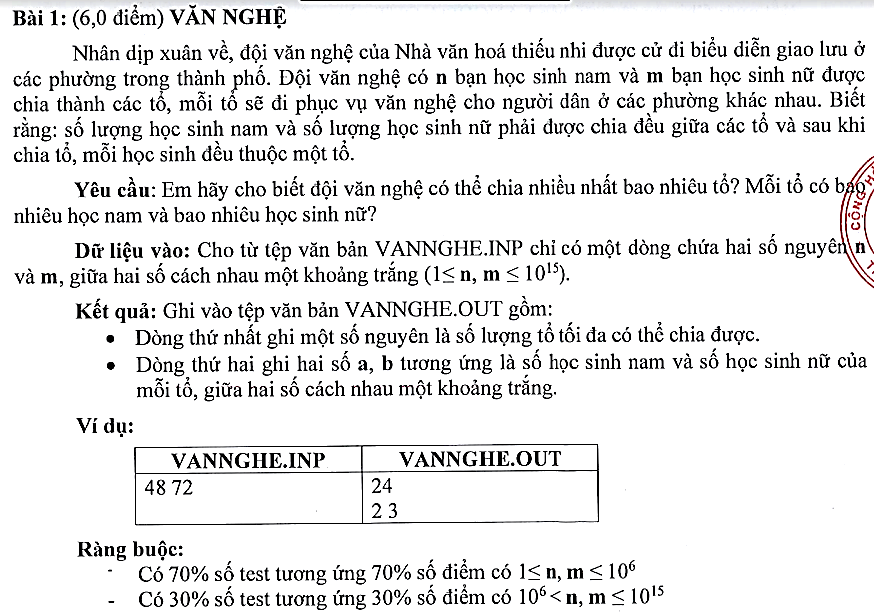 Bài 1: (6,0 điểm) VĂN NGHỆ
Nhân dịp xuân về, đội văn nghệ của Nhà văn hoá thiếu nhi được cử đi biểu diễn giao lưu ở
các phường trong thành phố. Đội văn nghệ có n bạn học sinh nam và m bạn học sinh nữ được
chia thành các tổ, mỗi tổ sẽ đi phục vụ văn nghệ cho người dân ở các phường khác nhau. Biết
rằng: số lượng học sinh nam và số lượng học sinh nữ phải được chia đều giữa các tổ và sau khi
chia tổ, mỗi học sinh đều thuộc một tổ.
Yêu cầu: Em hãy cho biết đội văn nghệ có thể chia nhiều nhất bao nhiêu tổ? Mỗi tổ có bao
nhiêu học nam và bao nhiêu học sinh nữ?
CÔNG
Dữ liệu vào: Cho từ tệp văn bản VANNGHE.INP chỉ có một dòng chứa hai số nguyên n
và m, giữa hai số cách nhau một khoảng trắng (1≤ n, m ≤ 10¹⁵).
Kết quả: Ghi vào tệp văn bản VANNGHE.OUT gồm:
• Dòng thứ nhất ghi một số nguyên là số lượng tổ tối đa có thể chia được.
• Dòng thứ hai ghi hai số a, b tương ứng là số học sinh nam và số học sinh nữ của
mỗi tổ, giữa hai số cách nhau một khoảng trắng.
Ví dụ:
VANNGHE.INP VANNGHE.OUT
48 72 24
2 3
Ràng buộc:
- Có 70% số test tương ứng 70% số điểm có 1≤ n, m ≤ 10⁶
- Có 30% số test tương ứng 30% số điểm có 10⁶ < n, m ≤ 10¹⁵